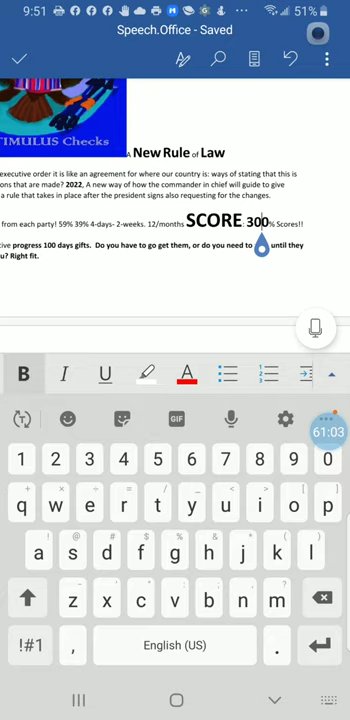 9:51
51%
Speech.Office - Saved
TIMULUS Checks
A New Rule of Law
executive order it is like an agreement for where our country is: ways of stating that this is
ons that are made? 2022, A new way of how the commander in chief will guide to give
a rule that takes in place after the president signs also requesting for the changes.
from each party! 59% 39% 4-days- 2-weeks. 12/months SCORE: 300% Scores!!
ive progress 100 days gifts. Do you have to go get them, or do you need to until they
u? Right fit.
B I U A
GIF
61:03
1 2 3 4 5 6 7 8 9 0
+ × ÷ = / _ < > [ ]
q w e r t y u i o p
! @ # $ % & * ( )
a s d f g h j k l
- ' " : ; , ?
z x c v b n m
!#1 , English (US) .